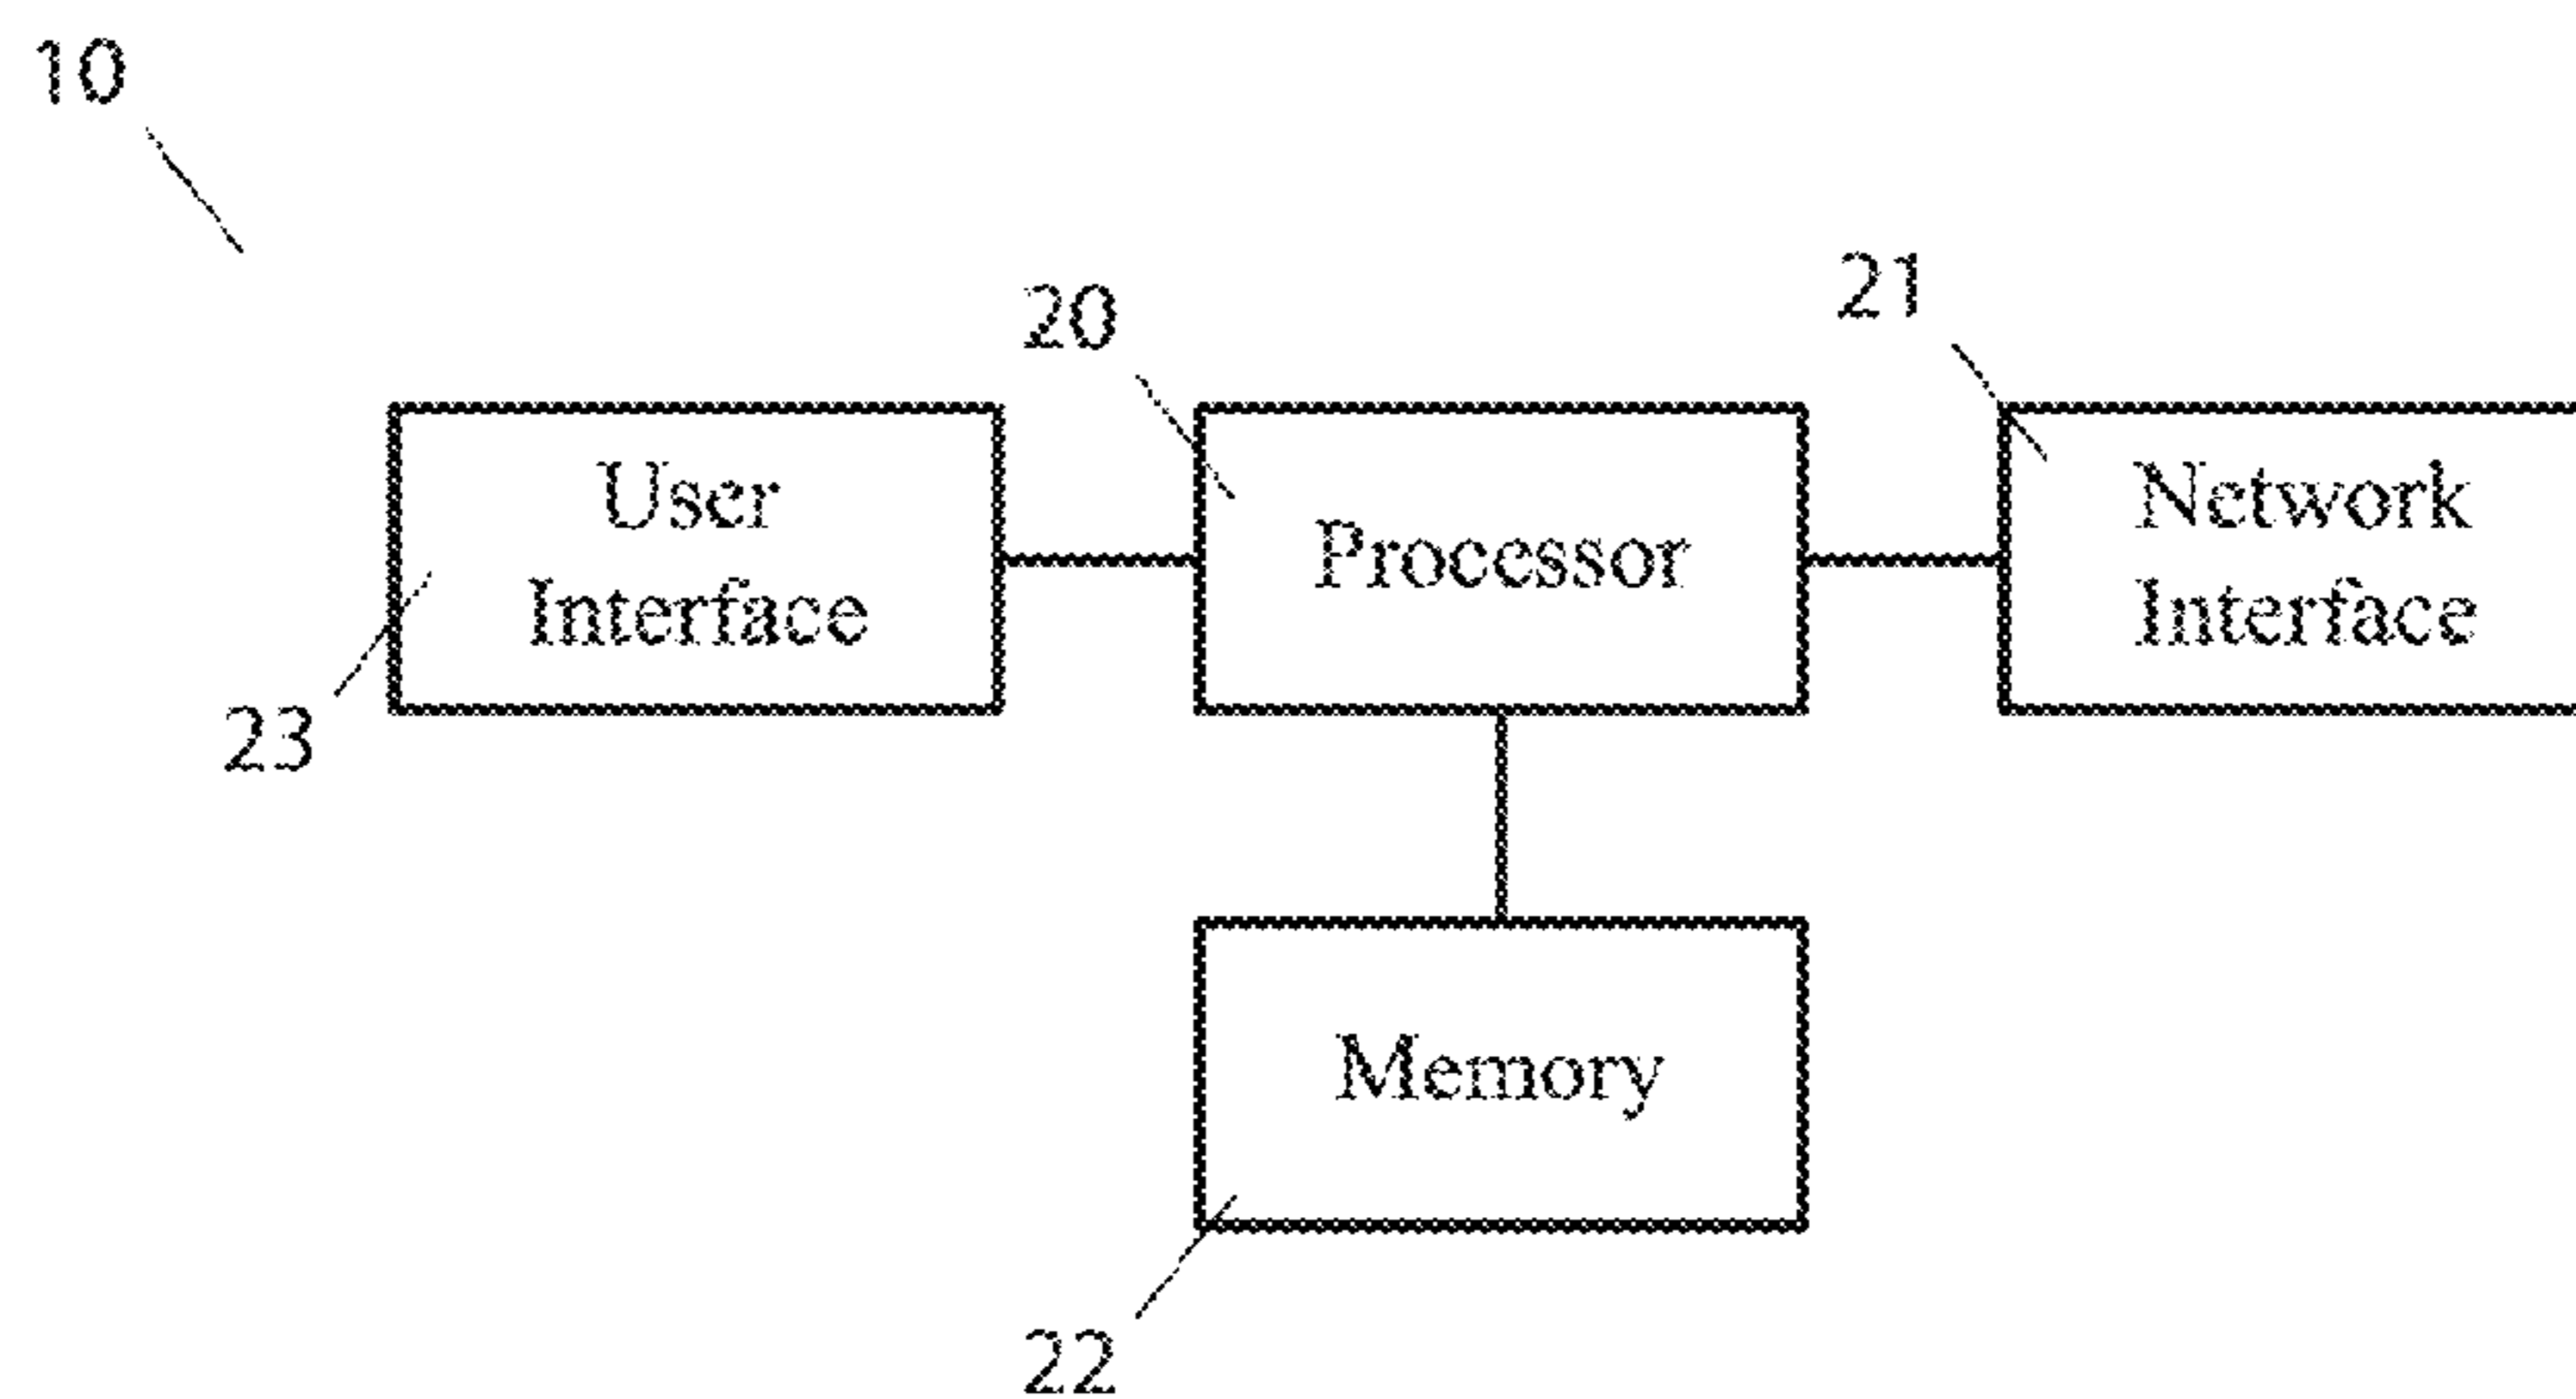 10
20
21
User
Interface
Processor
Network
Interface
23
Memory
22